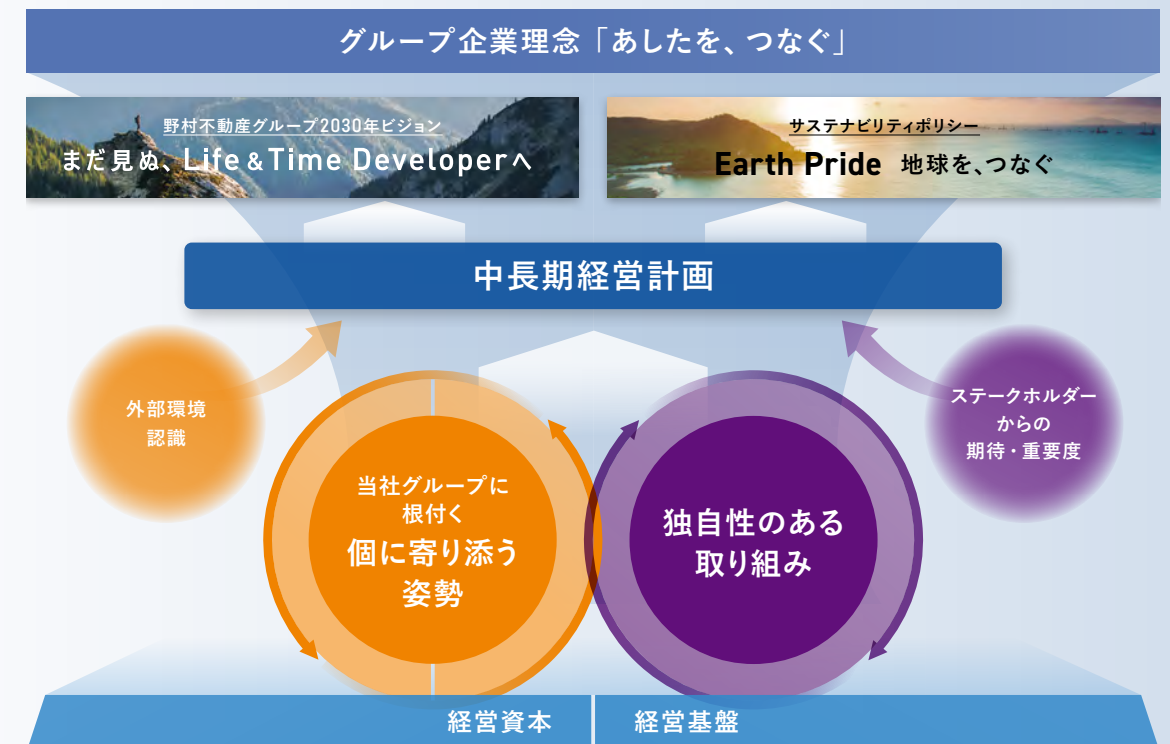 グループ企業理念「あしたを、つなぐ」
野村不動産グループ2030年ビジョン
まだ見ぬ、Life & Time Developerへ
サステナビリティポリシー
Earth Pride 地球を、つなぐ
中長期経営計画
外部環境
認識
ステークホルダー
からの
期待・重要度
当社グループに
根付く
個に寄り添う
姿勢
独自性のある
取り組み
経営資本
経営基盤